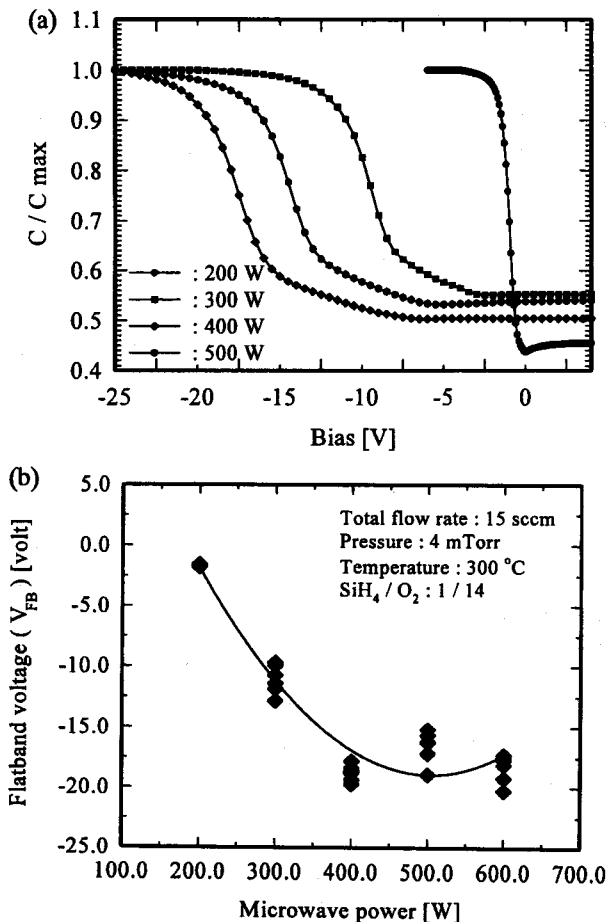 (a)
1.1
1.0
0.9
0.8
0.7
0.6
0.5
0.4
C / C max
: 200 W
: 300 W
: 400 W
: 500 W
-25
-20
-15
-10
-5
0
Bias [V]
(b)
5.0
0.0
-5.0
-10.0
-15.0
-20.0
-25.0
Flatband voltage ( V_FB ) [volt]
Total flow rate : 15 sccm
Pressure : 4 mTorr
Temperature : 300 °C
SiH4 / O2 : 1 / 14
100.0
200.0
300.0
400.0
500.0
600.0
700.0
Microwave power [W]